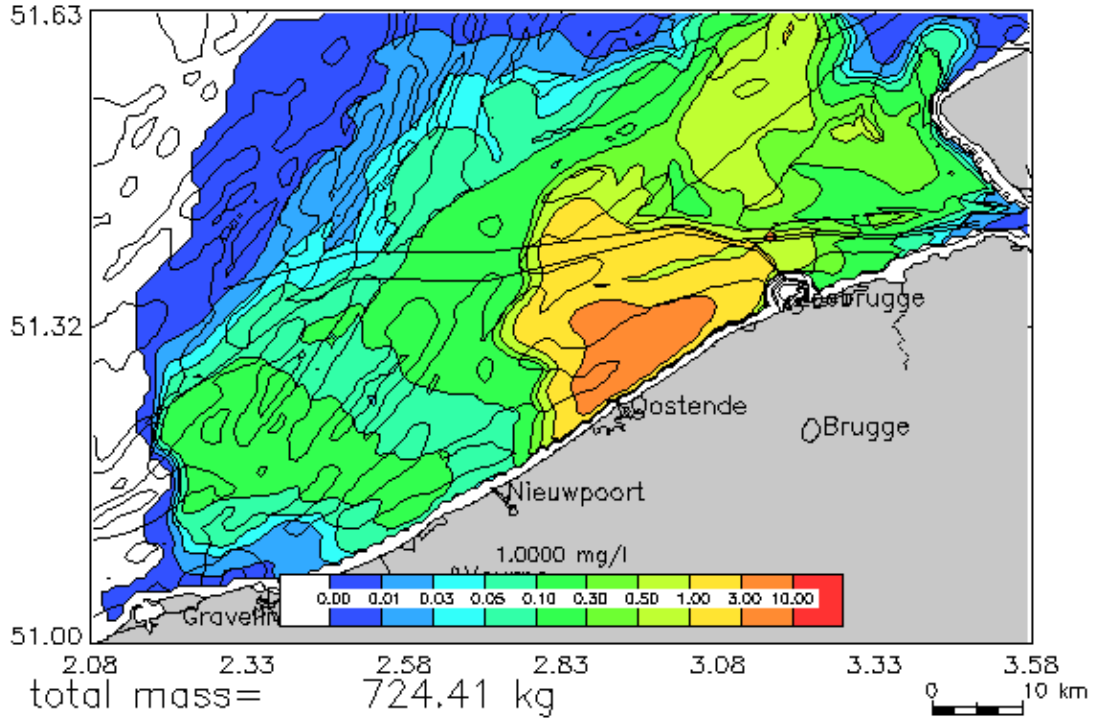 51.63
51.32
Oostende
Brugge
Nieuwpoort
1.0000 mg/l
0.00 0.01 0.03 0.05 0.10 0.30 0.50 1.00 3.00 10.00
51.00
2.08 2.33 2.58 2.83 3.08 3.33 3.58
total mass= 724.41 kg
0 10 km